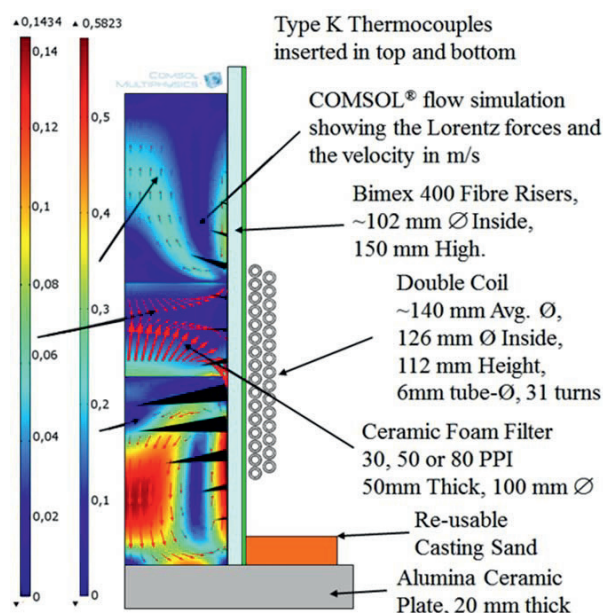 ▲ 0,1434
▲ 0,5823
0,14
0,12
0,1
0,08
0,06
0,04
0,02
0
0,5
0,4
0,3
0,2
0,1
0
COMSOL
MULTIPHYSICS
Type K Thermocouples
inserted in top and bottom
COMSOL® flow simulation
showing the Lorentz forces and
the velocity in m/s
Bimex 400 Fibre Risers,
~102 mm Ø Inside,
150 mm High.
Double Coil
~140 mm Avg. Ø,
126 mm Ø Inside,
112 mm Height,
6mm tube-Ø, 31 turns
Ceramic Foam Filter
30, 50 or 80 PPI
50mm Thick, 100 mm Ø
Re-usable
Casting Sand
Alumina Ceramic
Plate, 20 mm thick